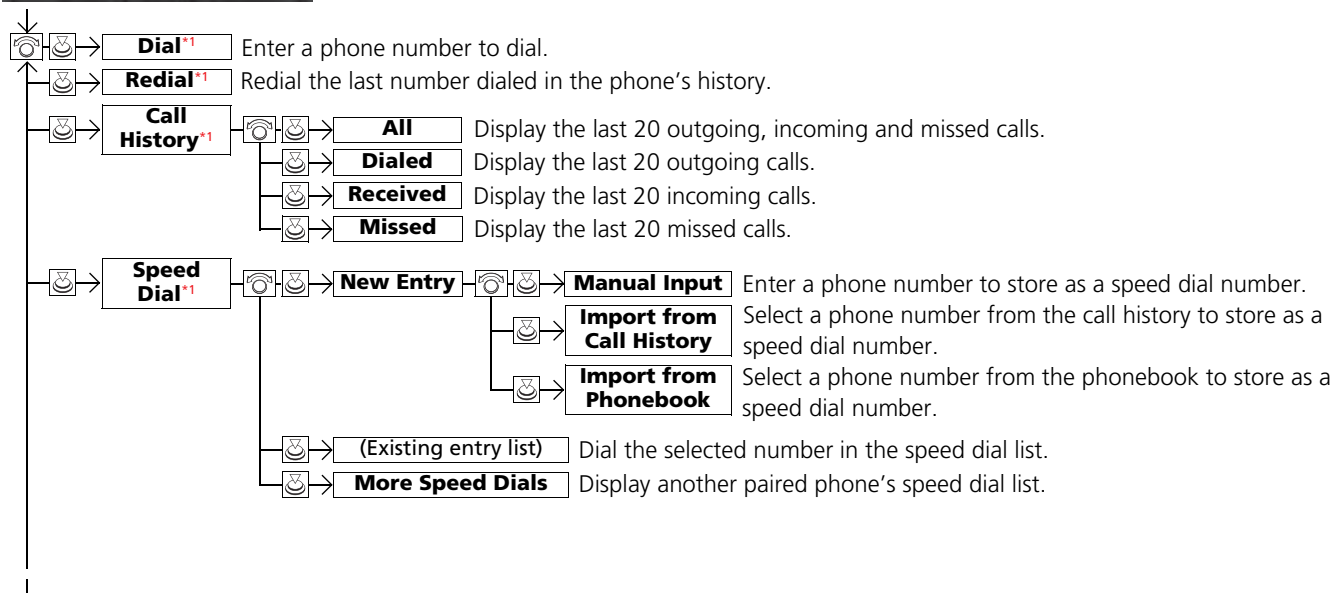 Dial*1 Enter a phone number to dial.
Redial*1 Redial the last number dialed in the phone’s history.
Call
History*1
All Display the last 20 outgoing, incoming and missed calls.
Dialed Display the last 20 outgoing calls.
Received Display the last 20 incoming calls.
Missed Display the last 20 missed calls.
Speed
Dial*1
New Entry
Manual Input Enter a phone number to store as a speed dial number.
Import from
Call History
Select a phone number from the call history to store as a
speed dial number.
Import from
Phonebook
Select a phone number from the phonebook to store as a
speed dial number.
(Existing entry list) Dial the selected number in the speed dial list.
More Speed Dials Display another paired phone’s speed dial list.